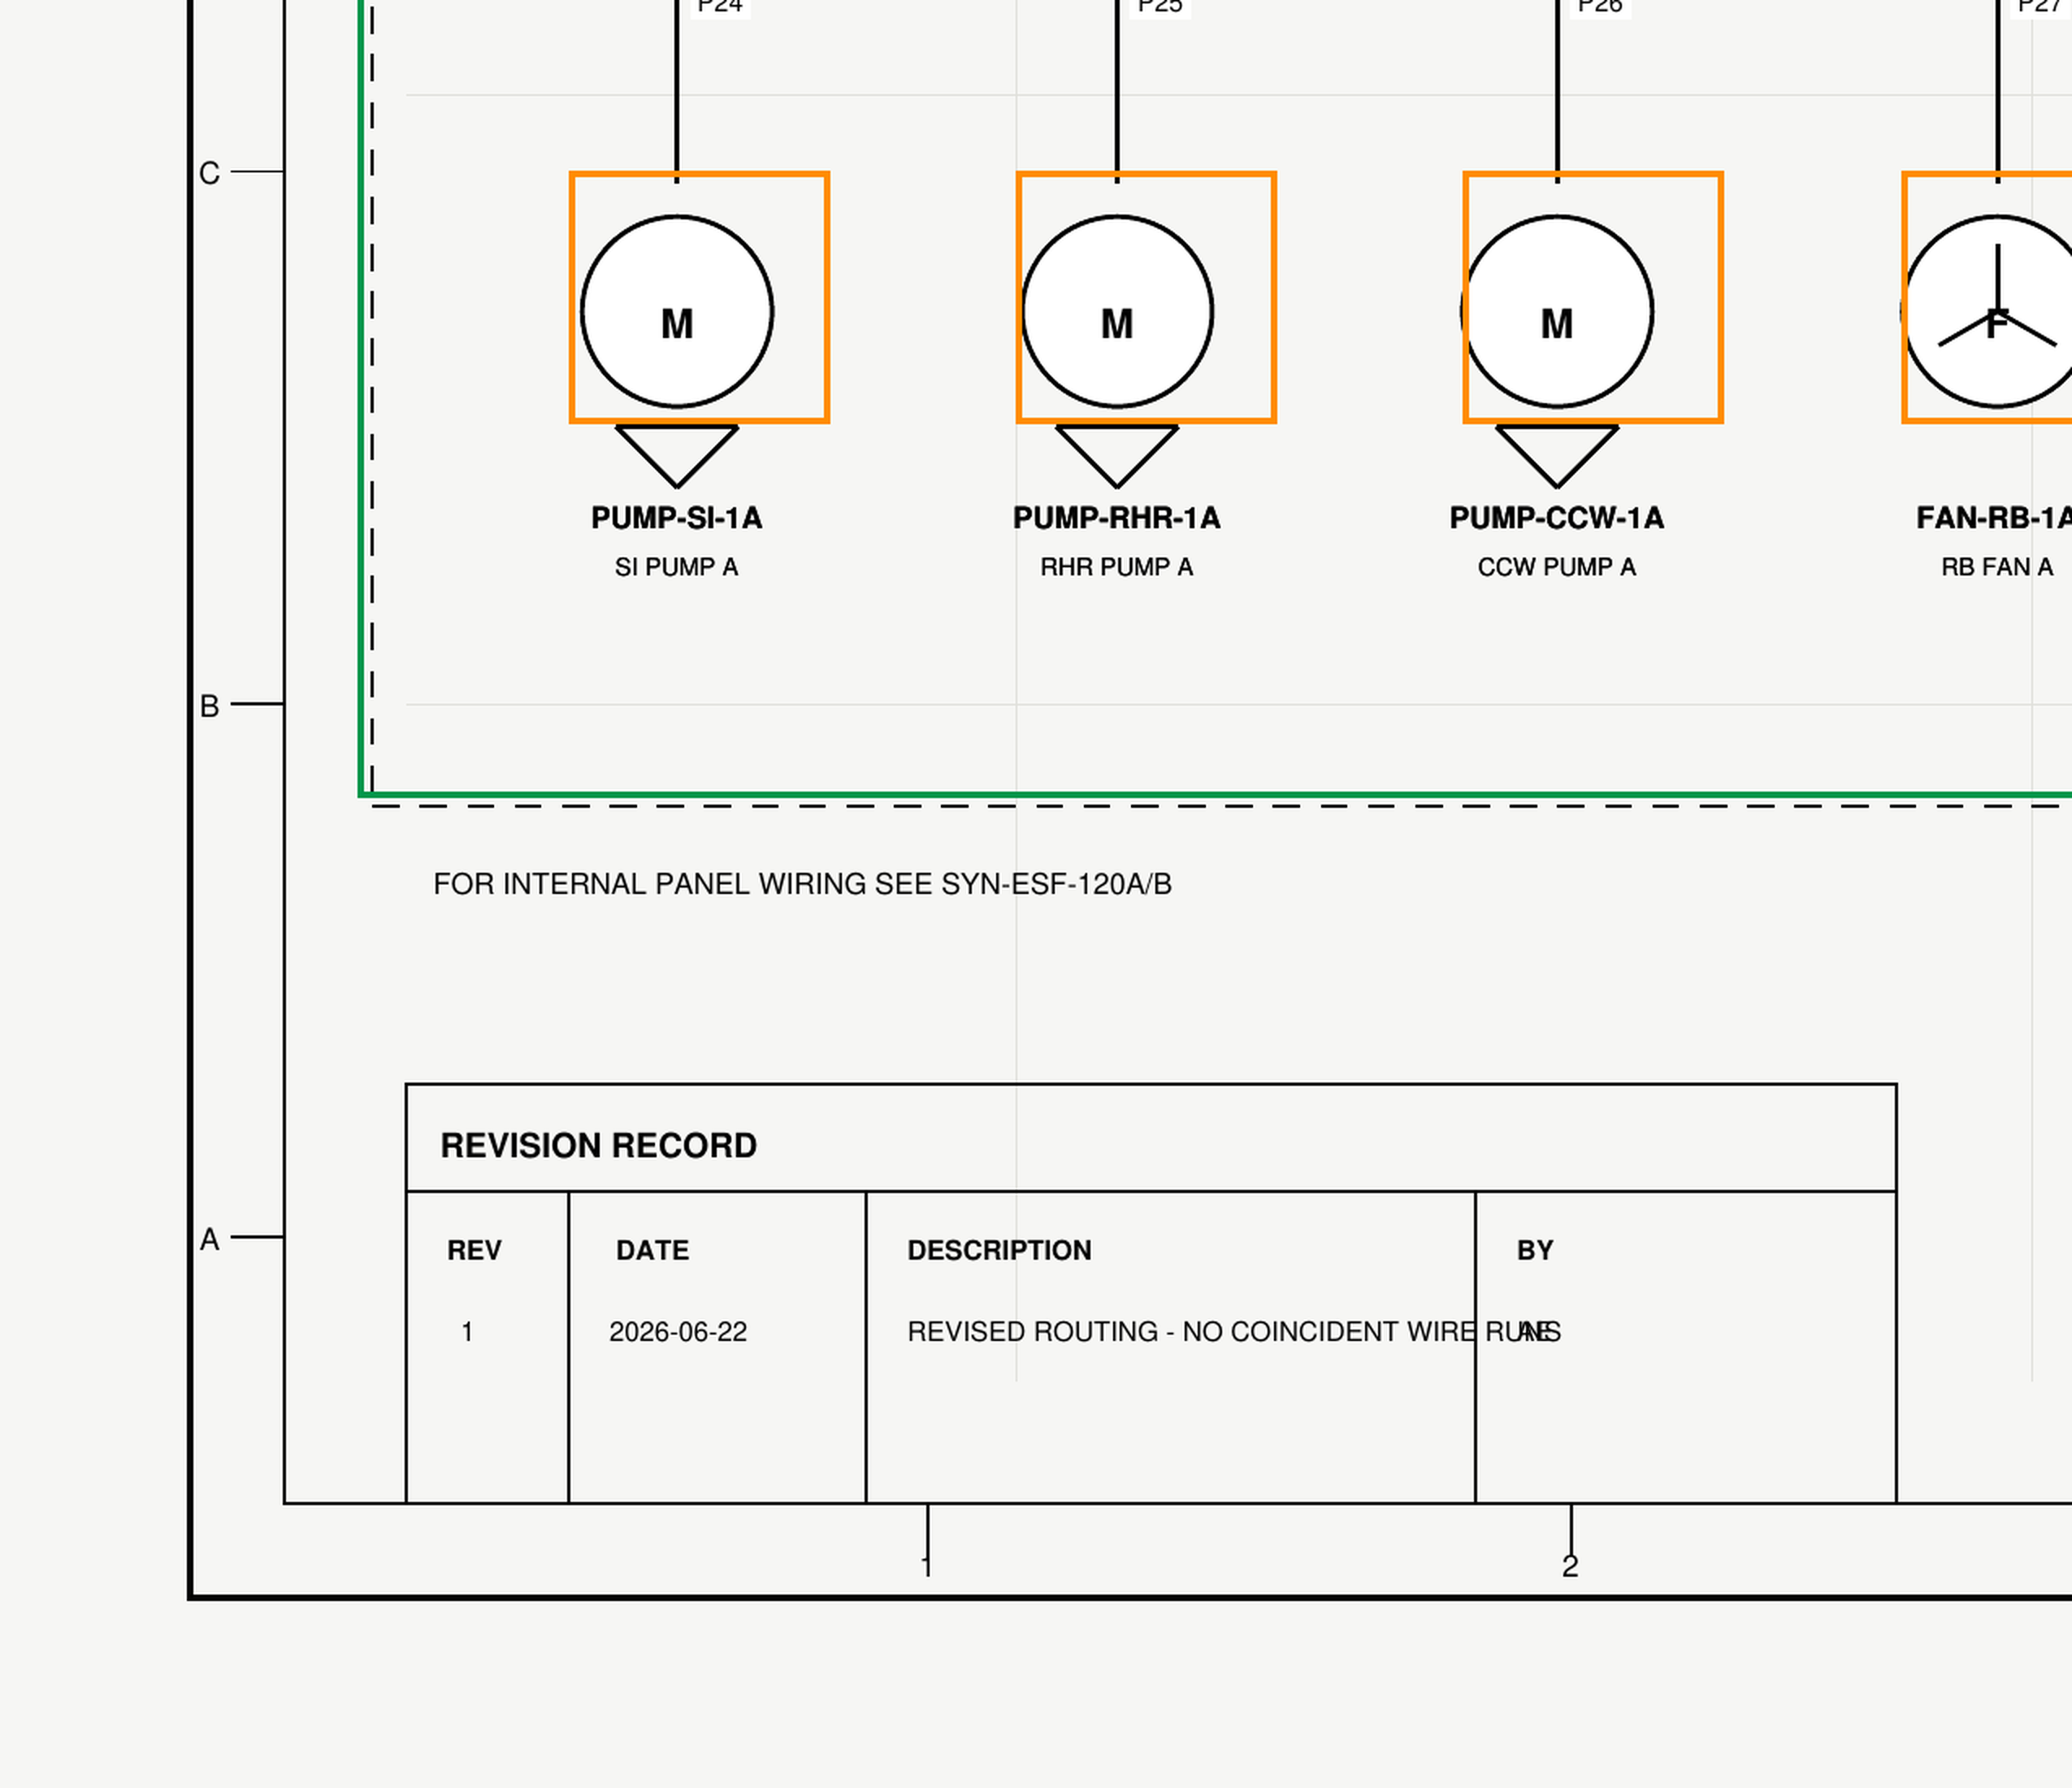 P24 P25 P26 P27
C
M M M F
PUMP-SI-1A PUMP-RHR-1A PUMP-CCW-1A FAN-RB-1A
SI PUMP A RHR PUMP A CCW PUMP A RB FAN A
B
FOR INTERNAL PANEL WIRING SEE SYN-ESF-120A/B
REVISION RECORD
A
REV DATE DESCRIPTION BY
1 2026-06-22 REVISED ROUTING - NO COINCIDENT WIRE RUNS
1 2